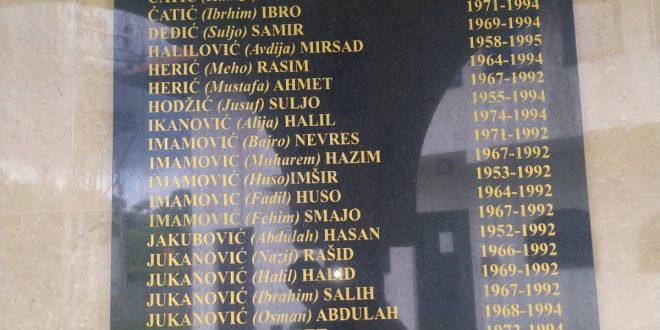 ĆATIĆ
ĆATIĆ (Ibrhim) IBRO 1971-1994
DEDIĆ (Suljo) SAMIR 1969-1994
HALILOVIĆ (Avdija) MIRSAD 1958-1995
HERIĆ (Meho) RASIM 1964-1994
HERIĆ (Mustafa) AHMET 1967-1992
HODŽIĆ (Jusuf) SULJO 1955-1994
IKANOVIĆ (Alija) HALIL 1974-1994
IMAMOVIĆ (Bajro) NEVRES 1971-1992
IMAMOVIĆ (Muharem) HAZIM 1967-1992
IMAMOVIĆ (Huso)IMŠIR 1953-1992
IMAMOVIĆ (Fadil) HUSO 1964-1992
IMAMOVIĆ (Fehim) SMAJO 1967-1992
JAKUBOVIĆ (Abdulah) HASAN 1952-1992
JUKANOVIĆ (Nazif) RAŠID 1966-1992
JUKANOVIĆ (Halil) HALID 1969-1992
JUKANOVIĆ (Ibrahim) SALIH 1967-1992
JUKANOVIĆ (Osman) ABDULAH 1968-1994
1972-1994